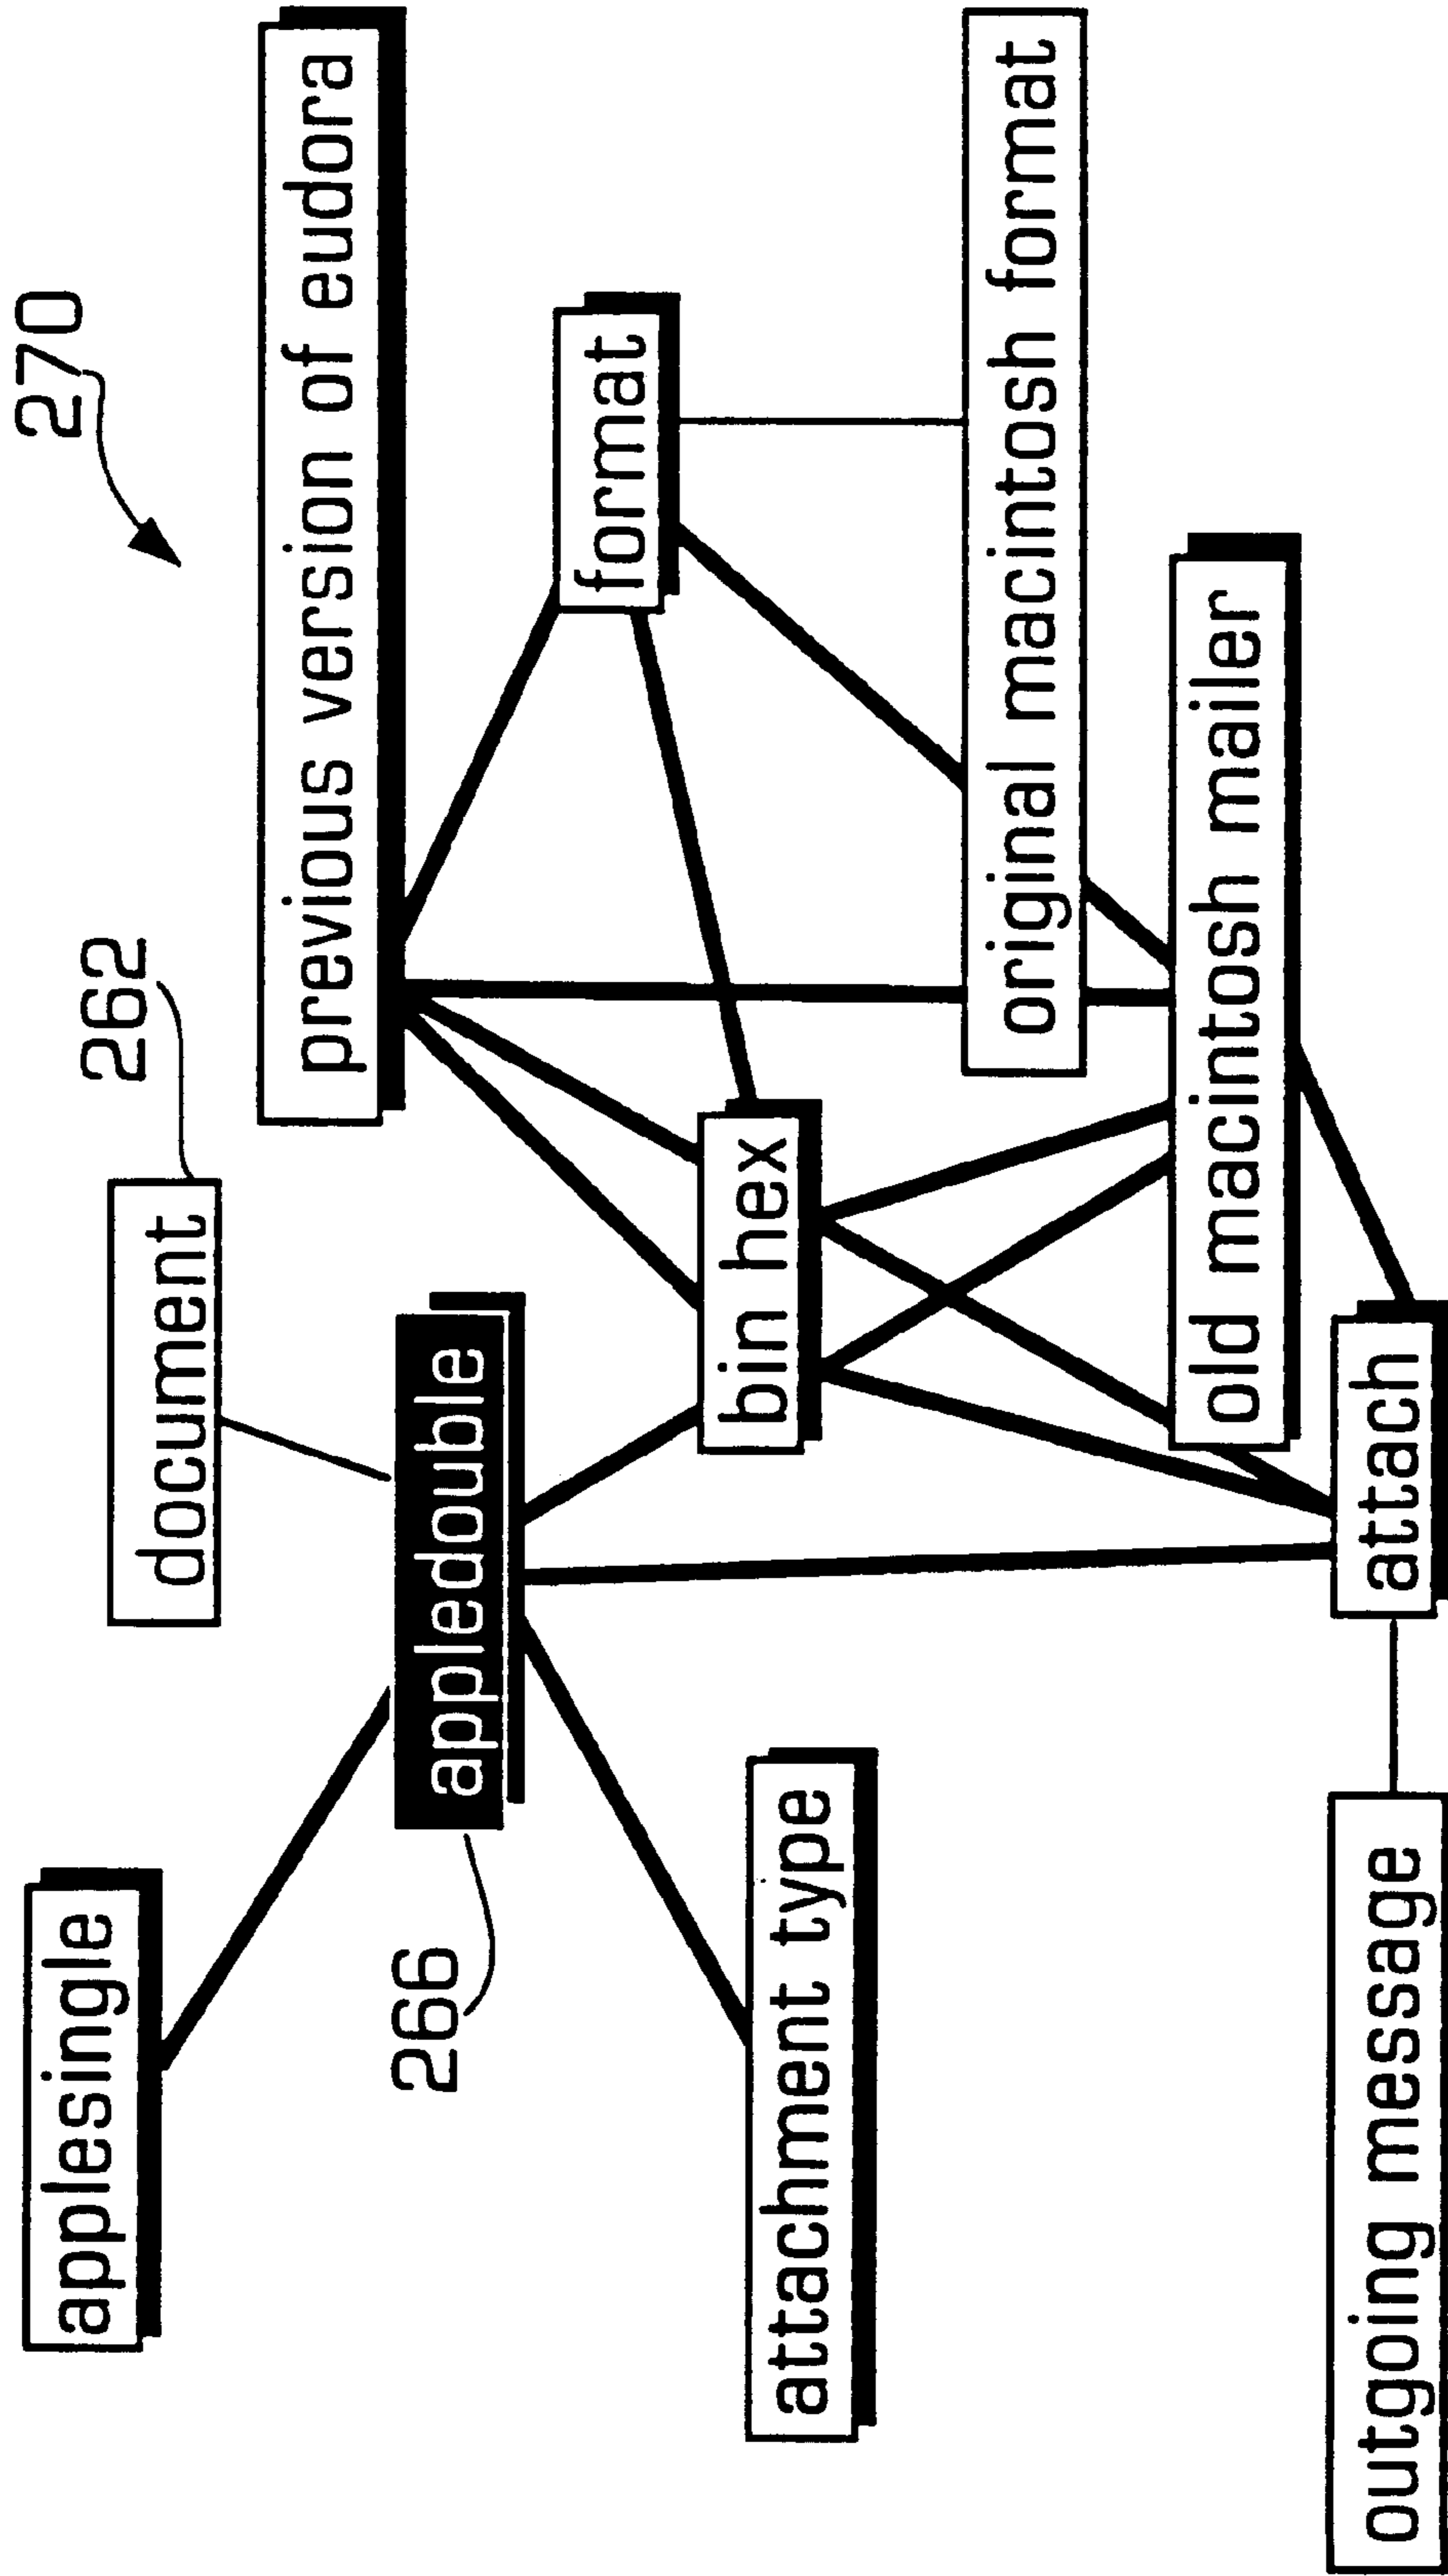 270
262
previous version of eudora
document
applesingle
format
appledouble
266
bin hex
attachment type
original macintosh format
old macintosh mailer
attach
outgoing message